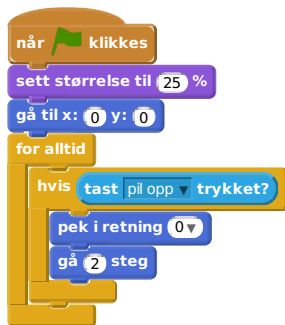 når klikkes
sett størrelse til 25 %
gå til x: 0 y: 0
for alltid
hvis tast pil opp ▼ trykket?
pek i retning 0▼
gå 2 steg